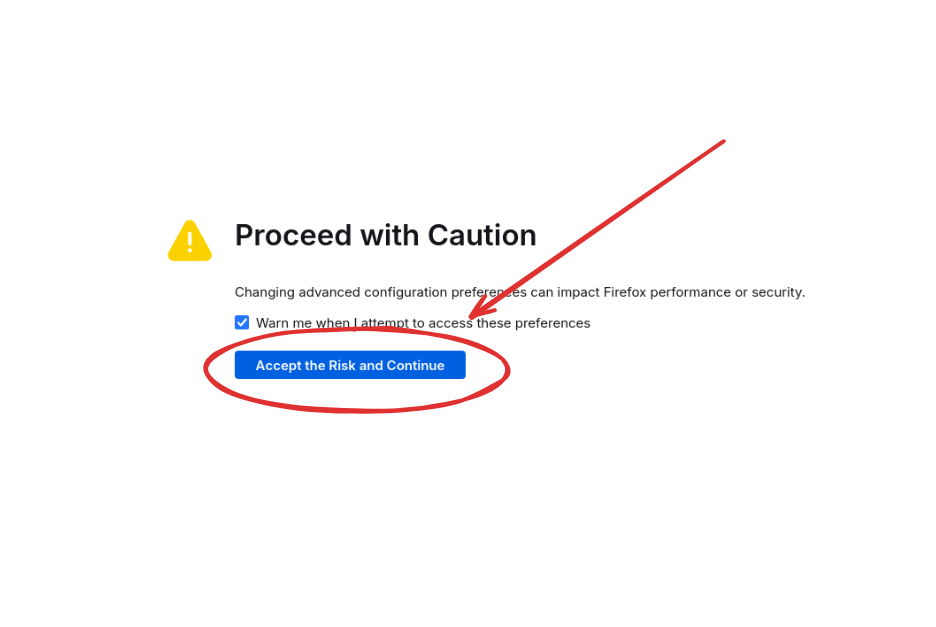 Proceed with Caution
Changing advanced configuration preferences can impact Firefox performance or security.
Warn me when I attempt to access these preferences
Accept the Risk and Continue